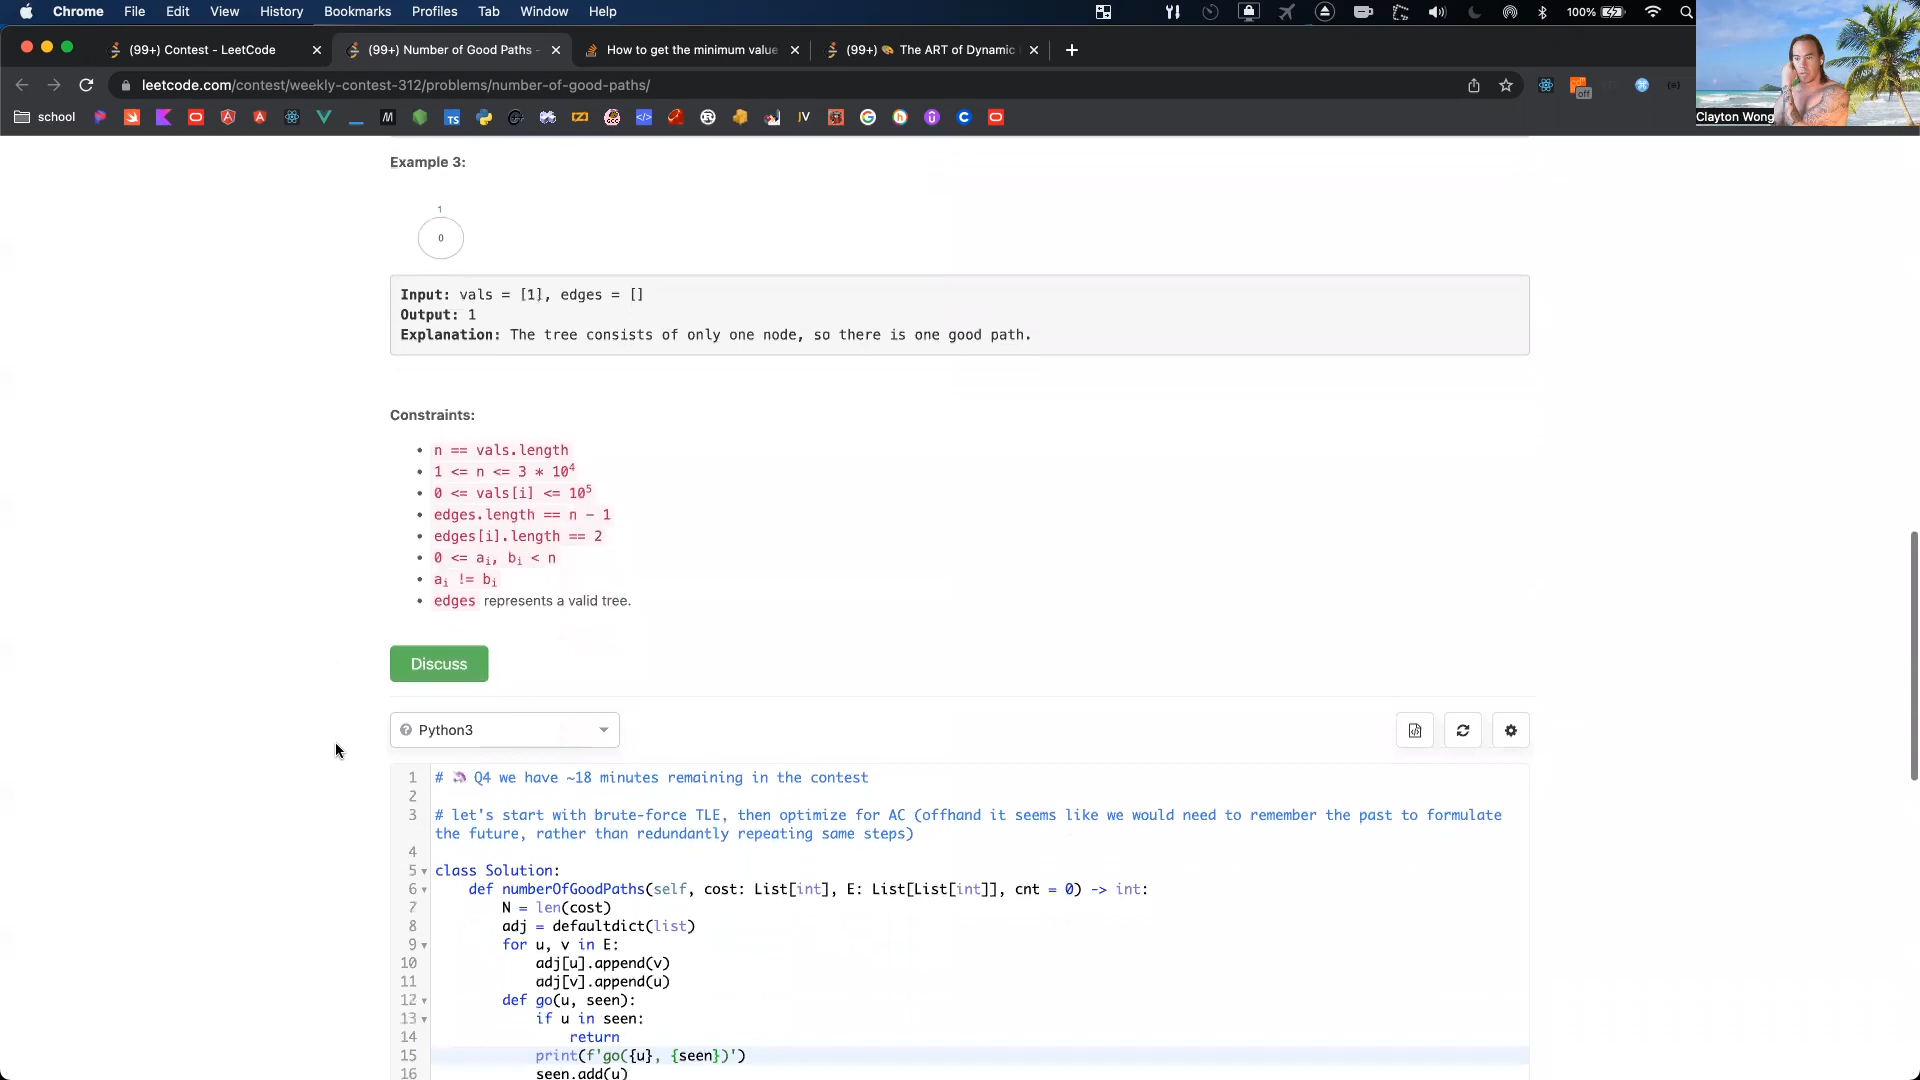 Chrome File Edit View History Bookmarks Profiles Tab Window Help 100%
(99+) Contest - LeetCode
(99+) Number of Good Paths -
How to get the minimum value
(99+) 🎨 The ART of Dynamic
leetcode.com/contest/weekly-contest-312/problems/number-of-good-paths/
off
school
M
TS
JV
Clayton Wong
Example 3:
1
0
Input: vals = [1], edges = []
Output: 1
Explanation: The tree consists of only one node, so there is one good path.
Constraints:
n == vals.length
1 <= n <= 3 * 10⁴
0 <= vals[i] <= 10⁵
edges.length == n - 1
edges[i].length == 2
0 <= aᵢ, bᵢ < n
aᵢ != bᵢ
edges represents a valid tree.
Discuss
Python3
1 # 🦄 Q4 we have ~18 minutes remaining in the contest
2
3 # let's start with brute-force TLE, then optimize for AC (offhand it seems like we would need to remember the past to formulate
the future, rather than redundantly repeating same steps)
4
5 class Solution:
6 def numberOfGoodPaths(self, cost: List[int], E: List[List[int]], cnt = 0) -> int:
7 N = len(cost)
8 adj = defaultdict(list)
9 for u, v in E:
10 adj[u].append(v)
11 adj[v].append(u)
12 def go(u, seen):
13 if u in seen:
14 return
15 print(f'go({u}, {seen})')
16 seen.add(u)